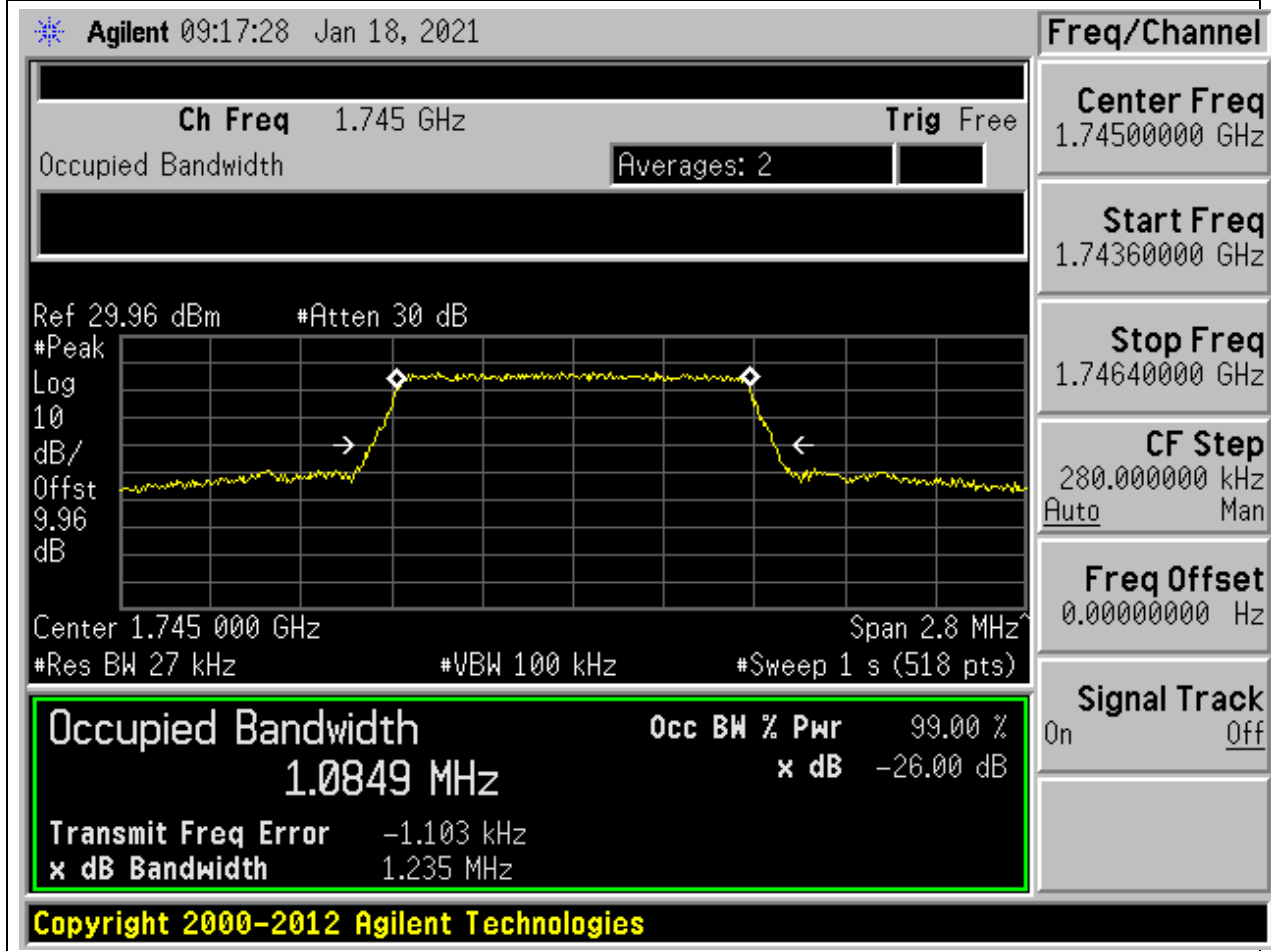 Agilent 09:17:28 Jan 18, 2021
Ch Freq 1.745 GHz Trig Free
Occupied Bandwidth Averages: 2
Ref 29.96 dBm #Atten 30 dB
#Peak
Log
10
dB/
Offst
9.96
dB
Center 1.745 000 GHz Span 2.8 MHz^
#Res BW 27 kHz #VBW 100 kHz #Sweep 1 s (518 pts)
Occupied Bandwidth Occ BW % Pwr 99.00 %
1.0849 MHz x dB -26.00 dB
Transmit Freq Error -1.103 kHz
x dB Bandwidth 1.235 MHz
Copyright 2000-2012 Agilent Technologies
Freq/Channel
Center Freq
1.74500000 GHz
Start Freq
1.74360000 GHz
Stop Freq
1.74640000 GHz
CF Step
280.000000 kHz
Auto Man
Freq Offset
0.00000000 Hz
Signal Track
On Off